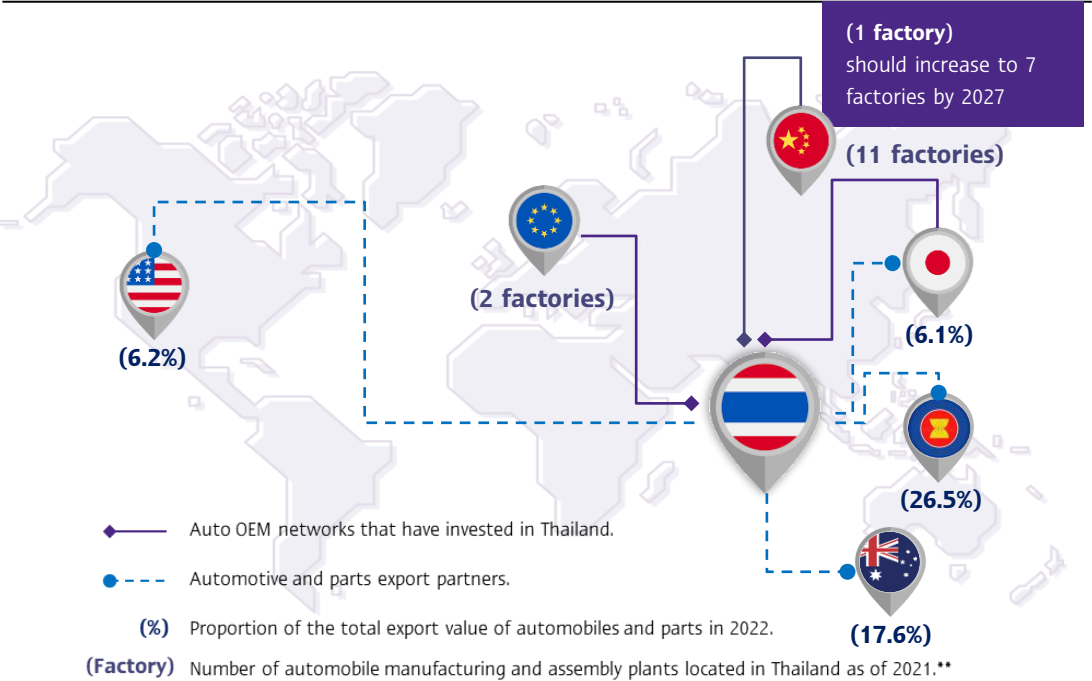 (1 factory)
should increase to 7
factories by 2027
(11 factories)
(2 factories)
(6.2%)
(6.1%)
(26.5%)
(17.6%)
Auto OEM networks that have invested in Thailand.
Automotive and parts export partners.
(%) Proportion of the total export value of automobiles and parts in 2022.
(Factory) Number of automobile manufacturing and assembly plants located in Thailand as of 2021.**